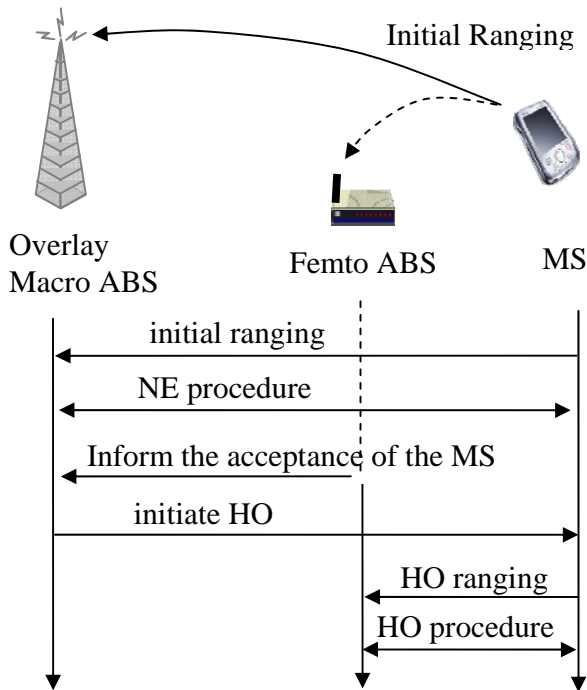 Initial Ranging
Overlay
Macro ABS
Femto ABS
MS
initial ranging
NE procedure
Inform the acceptance of the MS
initiate HO
HO ranging
HO procedure